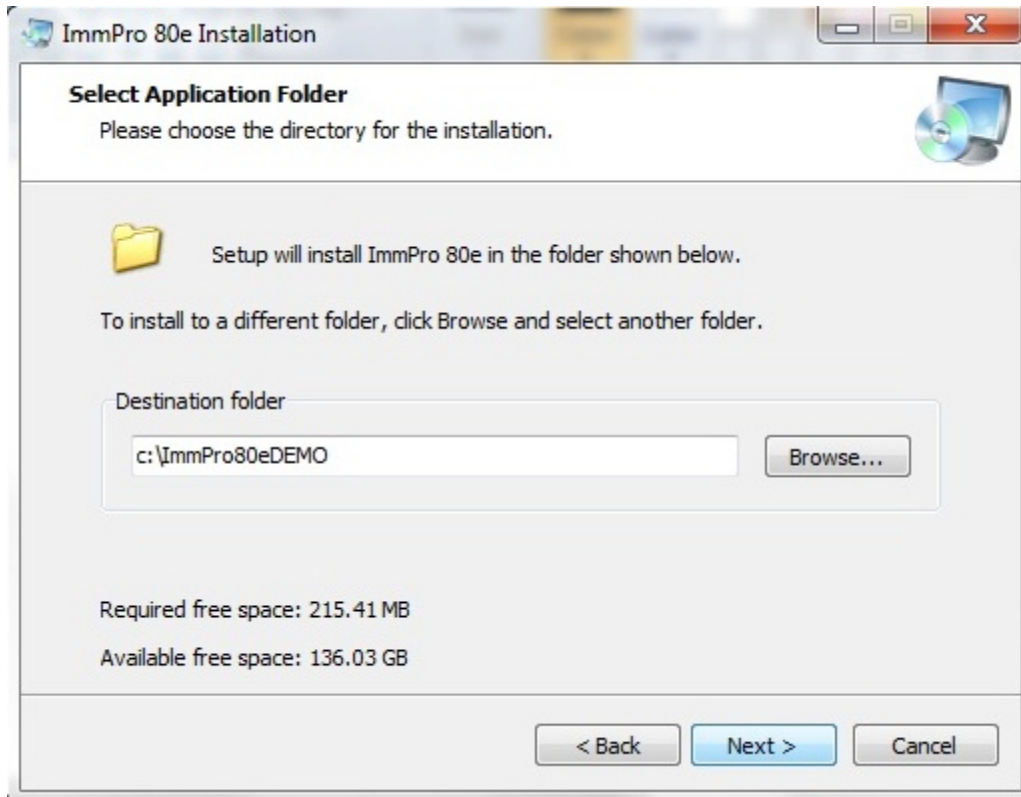 ImmPro 80e Installation
Select Application Folder
Please choose the directory for the installation.
Setup will install ImmPro 80e in the folder shown below.
To install to a different folder, click Browse and select another folder.
Destination folder
c:\ImmPro80eDEMO
Browse...
Required free space: 215.41 MB
Available free space: 136.03 GB
< Back
Next >
Cancel